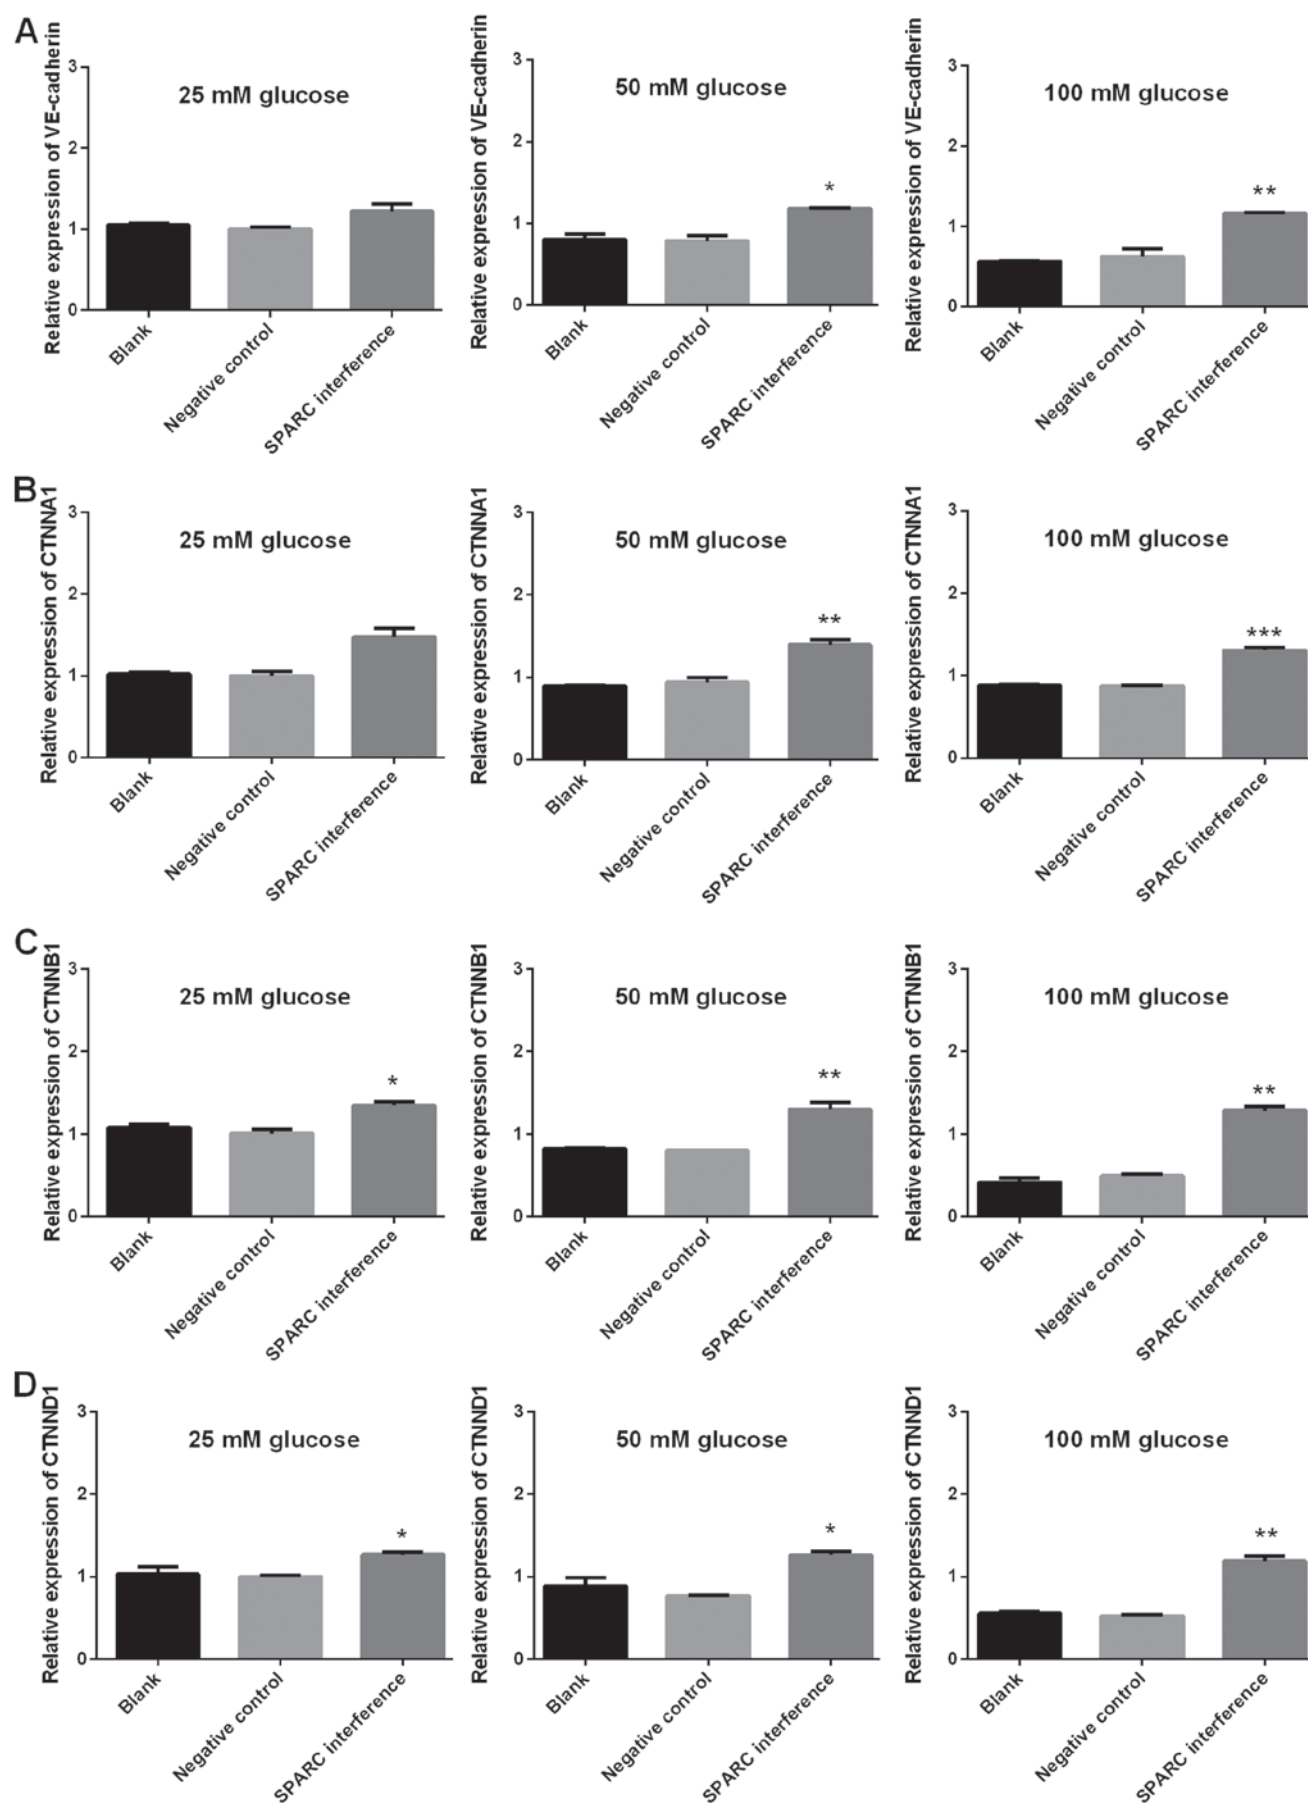 A
Relative expression of VE-cadherin
3
2
1
0
25 mM glucose
Blank
Negative control
SPARC interference
Relative expression of VE-cadherin
3
2
1
0
50 mM glucose
*
Blank
Negative control
SPARC interference
Relative expression of VE-cadherin
3
2
1
0
100 mM glucose
**
Blank
Negative control
SPARC interference
B
Relative expression of CTNNA1
3
2
1
0
25 mM glucose
Blank
Negative control
SPARC interference
Relative expression of CTNNA1
3
2
1
0
50 mM glucose
**
Blank
Negative control
SPARC interference
Relative expression of CTNNA1
3
2
1
0
100 mM glucose
***
Blank
Negative control
SPARC interference
C
Relative expression of CTNNB1
3
2
1
0
25 mM glucose
*
Blank
Negative control
SPARC interference
Relative expression of CTNNB1
3
2
1
0
50 mM glucose
**
Blank
Negative control
SPARC interference
Relative expression of CTNNB1
3
2
1
0
100 mM glucose
**
Blank
Negative control
SPARC interference
D
Relative expression of CTNND1
3
2
1
0
25 mM glucose
*
Blank
Negative control
SPARC interference
Relative expression of CTNND1
3
2
1
0
50 mM glucose
*
Blank
Negative control
SPARC interference
Relative expression of CTNND1
3
2
1
0
100 mM glucose
**
Blank
Negative control
SPARC interference